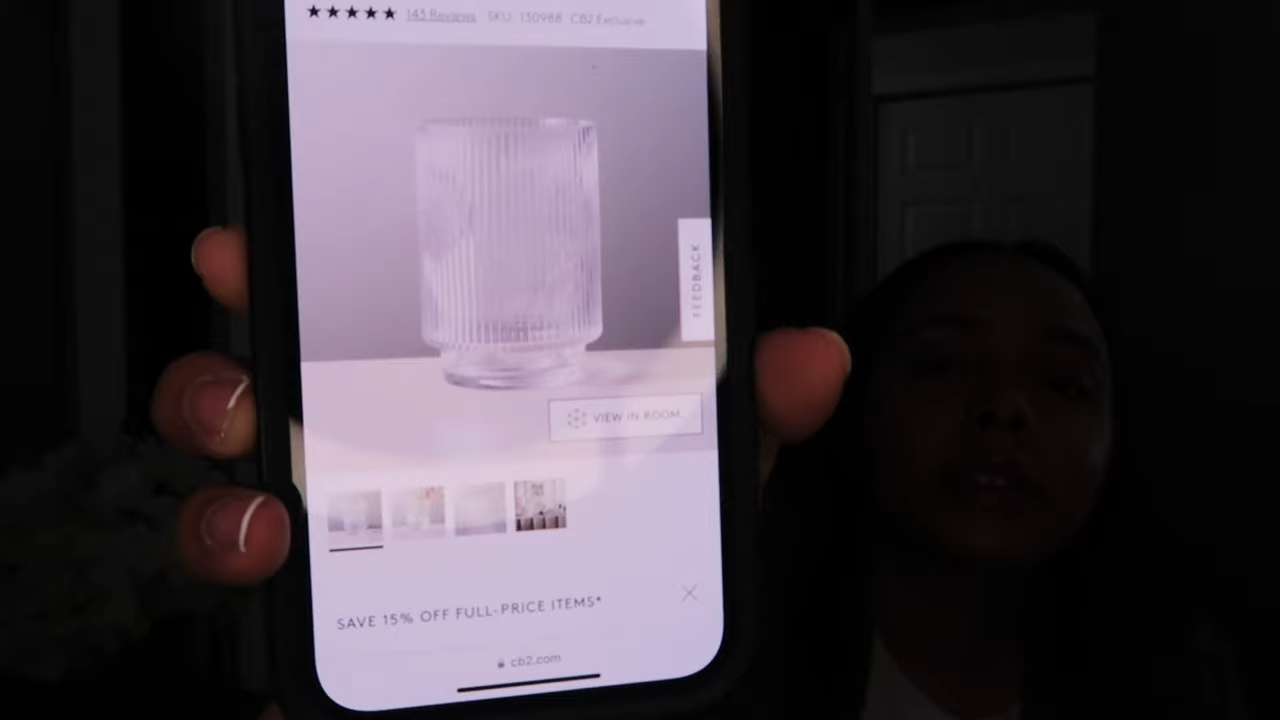 ★★★★★ 143 Reviews SKU: 130988 CB2 Exclusive
FEEDBACK
VIEW IN ROOM
SAVE 15% OFF FULL-PRICE ITEMS*
cb2.com